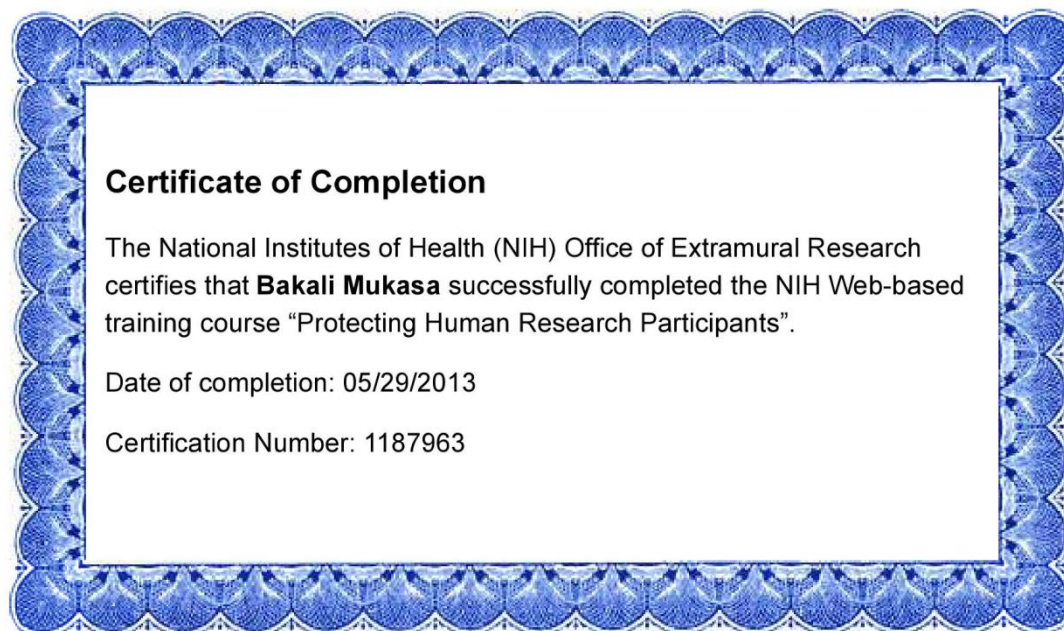 Certificate of Completion
The National Institutes of Health (NIH) Office of Extramural Research
certifies that Bakali Mukasa successfully completed the NIH Web-based
training course “Protecting Human Research Participants”.
Date of completion: 05/29/2013
Certification Number: 1187963